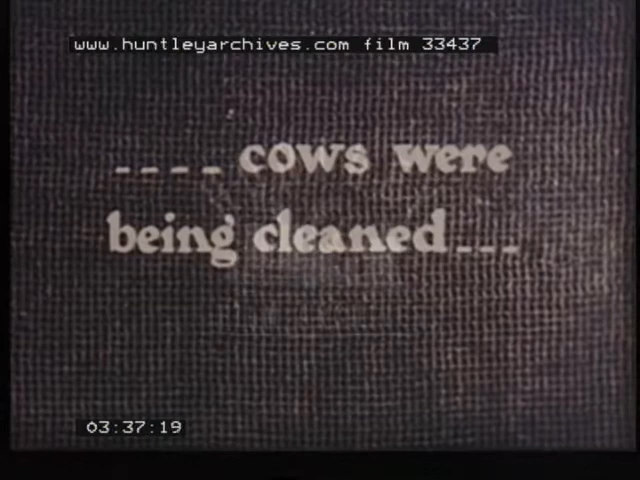 www.huntleyarchives.com film 33437
---- cows were
being cleaned---
03:37:19